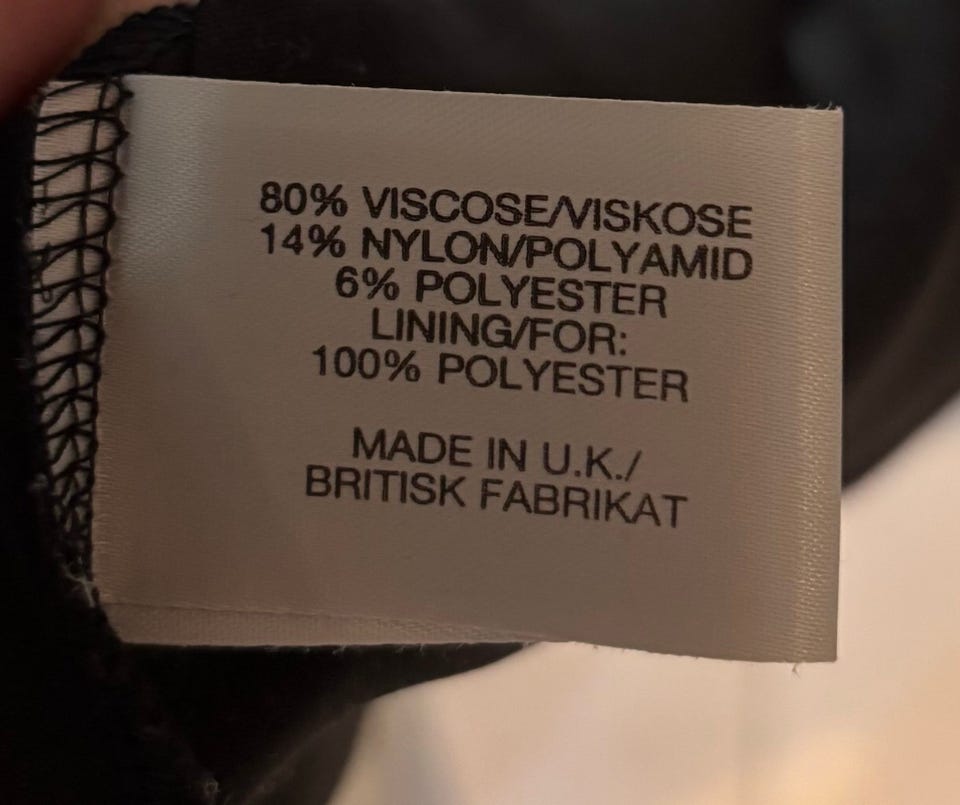 80% VISCOSE/VISKOSE
14% NYLON/POLYAMID
6% POLYESTER
LINING/FOR:
100% POLYESTER
MADE IN U.K./
BRITISK FABRIKAT